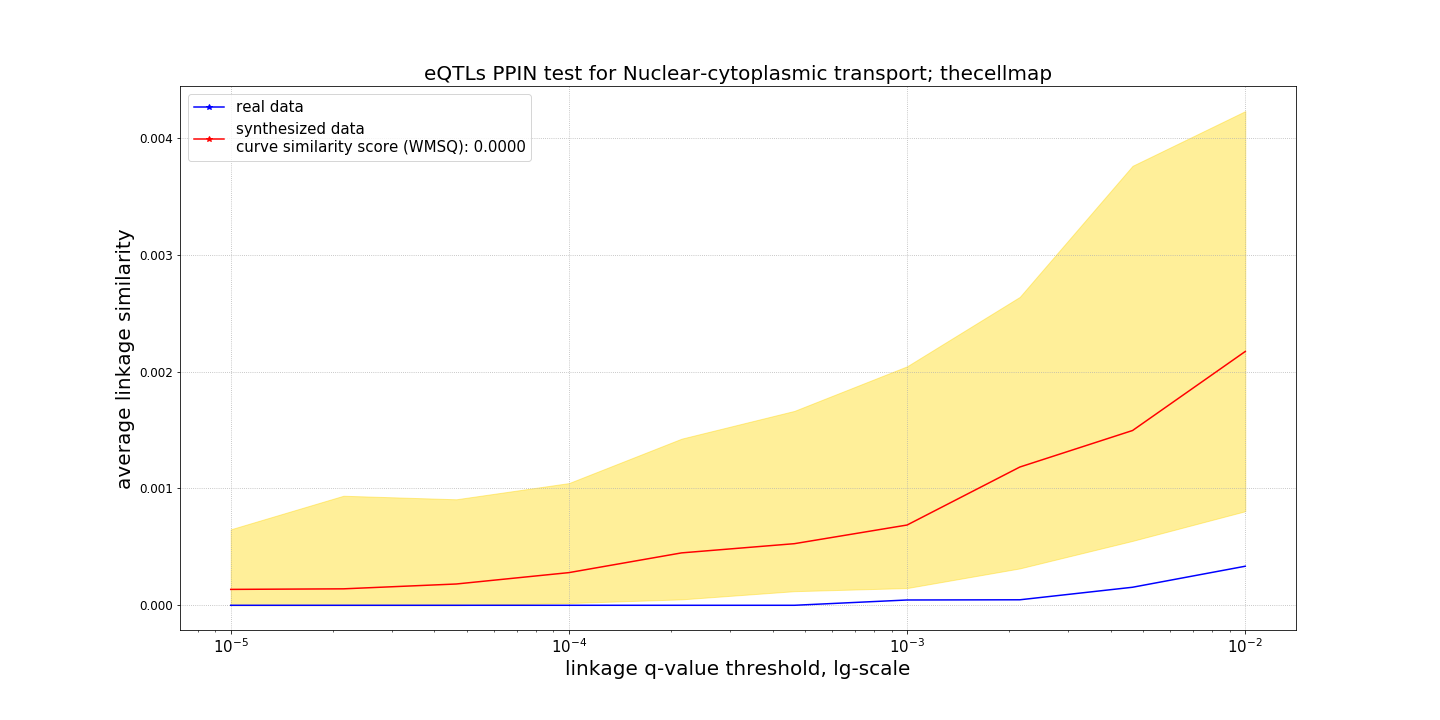 eQTLs PPIN test for Nuclear-cytoplasmic transport; thecellmap
real data
synthesized data
curve similarity score (WMSQ): 0.0000
average linkage similarity
0.004
0.003
0.002
0.001
0.000
10⁻⁵ 10⁻⁴ 10⁻³ 10⁻²
linkage q-value threshold, lg-scale